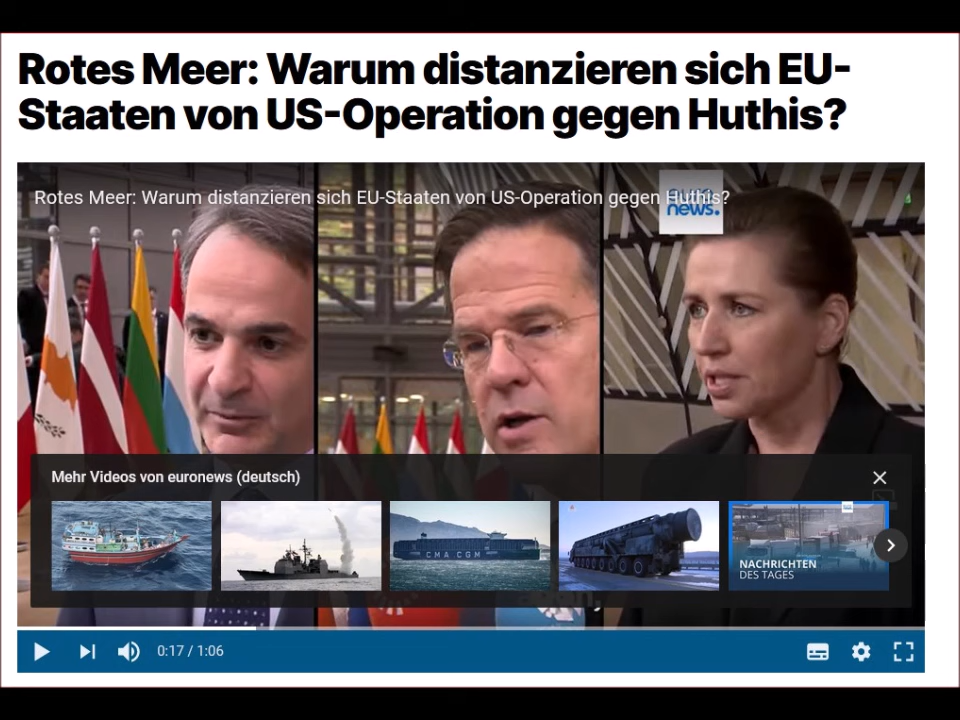 Rotes Meer: Warum distanzieren sich EU-
Staaten von US-Operation gegen Huthis?
Rotes Meer: Warum distanzieren sich EU-Staaten von US-Operation gegen Huthis?
news.
Mehr Videos von euronews (deutsch)
CMA CGM
NACHRICHTEN
DES TAGES
0:17 / 1:06